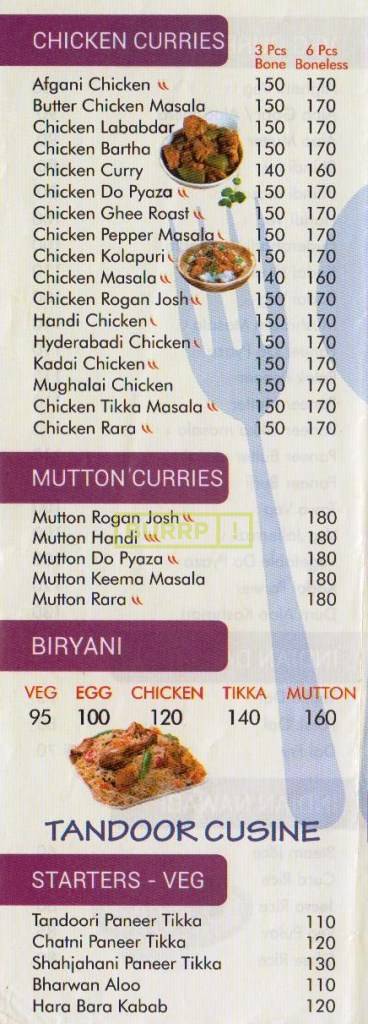 CHICKEN CURRIES
3 Pcs 6 Pcs
Bone Boneless
Afgani Chicken 150 170
Butter Chicken Masala 150 170
Chicken Lababdar 150 170
Chicken Bartha 150 170
Chicken Curry 140 160
Chicken Do Pyaza 150 170
Chicken Ghee Roast 150 170
Chicken Pepper Masala 150 170
Chicken Kolapuri 150 170
Chicken Masala 140 160
Chicken Rogan Josh 150 170
Handi Chicken 150 170
Hyderabadi Chicken 150 170
Kadai Chicken 150 170
Mughalai Chicken 150 170
Chicken Tikka Masala 150 170
Chicken Rara 150 170
MUTTON CURRIES
Mutton Rogan Josh 180
BURRP!
Mutton Handi 180
Mutton Do Pyaza 180
Mutton Keema Masala 180
Mutton Rara 180
BIRYANI
VEG EGG CHICKEN TIKKA MUTTON
95 100 120 140 160
TANDOOR CUSINE
STARTERS - VEG
Tandoori Paneer Tikka 110
Chatni Paneer Tikka 120
Shahjahani Paneer Tikka 130
Bharwan Aloo 110
Hara Bara Kabab 120